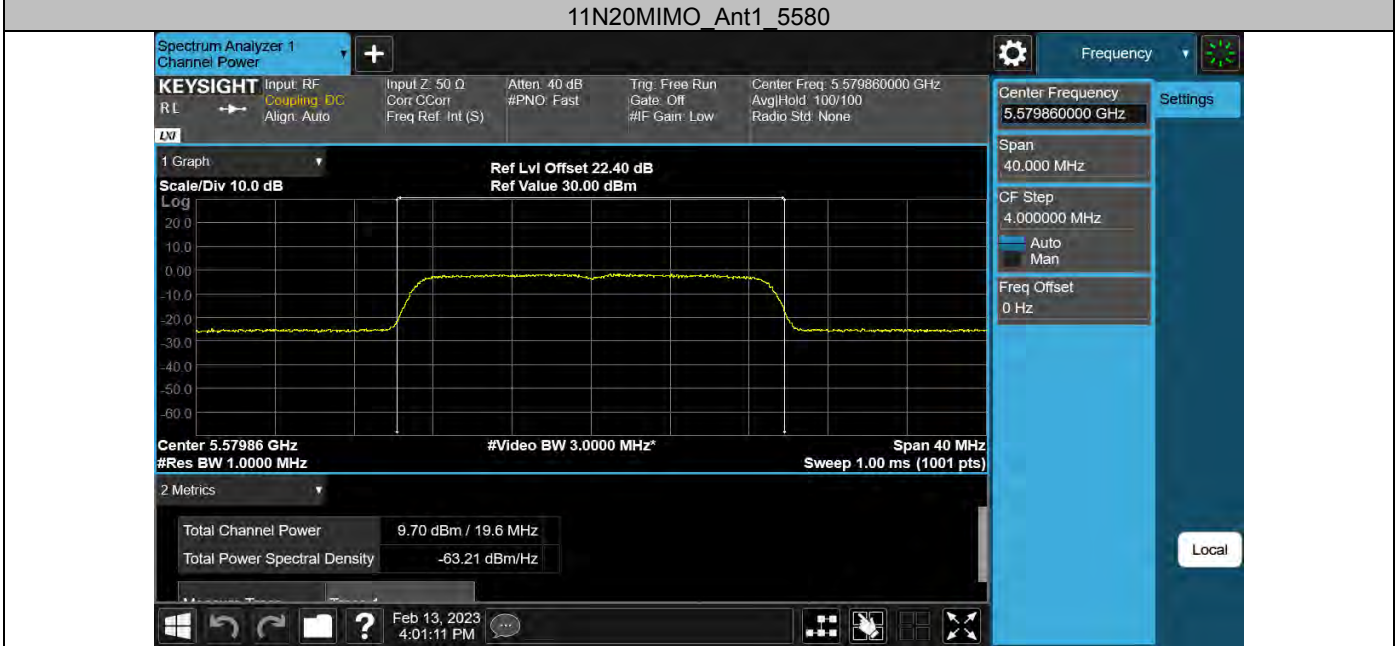 11N20MIMO_Ant1_5580
Spectrum Analyzer 1
Channel Power
Frequency
KEYSIGHT
RL
LXI
Input: RF
Coupling: DC
Align: Auto
Input Z: 50 Ω
Corr CCorr
Freq Ref: Int (S)
Atten: 40 dB
#PNO: Fast
Trig: Free Run
Gate: Off
#IF Gain: Low
Center Freq: 5.579860000 GHz
Avg|Hold: 100/100
Radio Std: None
Center Frequency
5.579860000 GHz
Settings
Span
40.000 MHz
CF Step
4.000000 MHz
Auto
Man
Freq Offset
0 Hz
Local
1 Graph
Scale/Div 10.0 dB
Ref Lvl Offset 22.40 dB
Ref Value 30.00 dBm
Log
20.0
10.0
0.00
-10.0
-20.0
-30.0
-40.0
-50.0
-60.0
Center 5.57986 GHz
#Video BW 3.0000 MHz*
Span 40 MHz
#Res BW 1.0000 MHz
Sweep 1.00 ms (1001 pts)
2 Metrics
Total Channel Power 9.70 dBm / 19.6 MHz
Total Power Spectral Density -63.21 dBm/Hz
?
Feb 13, 2023
4:01:11 PM